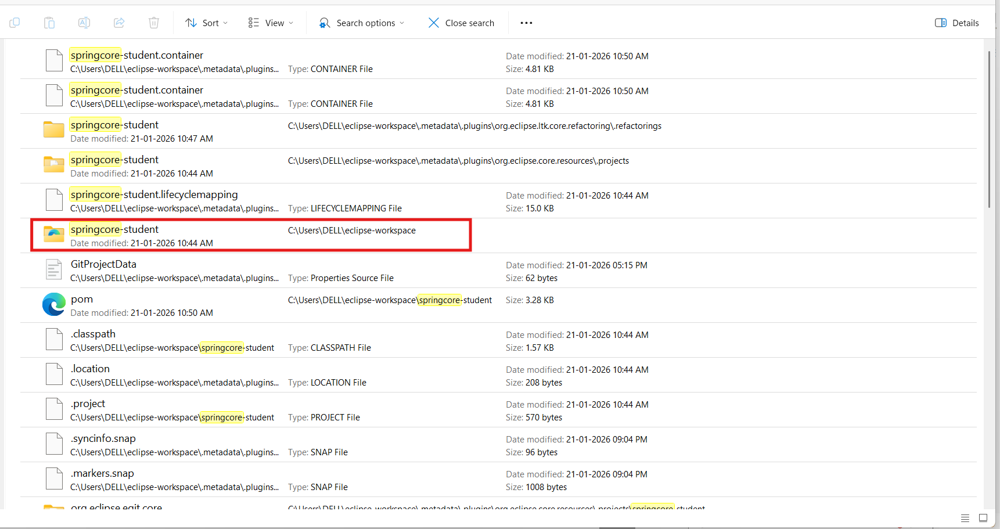 Sort
View
Search options
Close search
Details
springcore-student.container
Date modified: 21-01-2026 10:50 AM
C:\Users\DELL\eclipse-workspace\.metadata\.plugins...
Type: CONTAINER File
Size: 4.81 KB
springcore-student.container
Date modified: 21-01-2026 10:50 AM
C:\Users\DELL\eclipse-workspace\.metadata\.plugins...
Type: CONTAINER File
Size: 4.81 KB
springcore-student
C:\Users\DELL\eclipse-workspace\.metadata\.plugins\org.eclipse.ltk.core.refactoring\.refactorings
Date modified: 21-01-2026 10:47 AM
springcore-student
C:\Users\DELL\eclipse-workspace\.metadata\.plugins\org.eclipse.core.resources\.projects
Date modified: 21-01-2026 10:44 AM
springcore-student.lifecyclemapping
Date modified: 21-01-2026 10:44 AM
C:\Users\DELL\eclipse-workspace\.metadata\.plugins...
Type: LIFECYCLEMAPPING File
Size: 15.0 KB
springcore-student
C:\Users\DELL\eclipse-workspace
Date modified: 21-01-2026 10:44 AM
GitProjectData
Date modified: 21-01-2026 05:15 PM
C:\Users\DELL\eclipse-workspace\.metadata\.plugins...
Type: Properties Source File
Size: 62 bytes
pom
C:\Users\DELL\eclipse-workspace\springcore-student
Size: 3.28 KB
Date modified: 21-01-2026 10:50 AM
.classpath
Date modified: 21-01-2026 10:44 AM
C:\Users\DELL\eclipse-workspace\springcore-student
Type: CLASSPATH File
Size: 1.57 KB
.location
Date modified: 21-01-2026 10:44 AM
C:\Users\DELL\eclipse-workspace\.metadata\.plugins...
Type: LOCATION File
Size: 208 bytes
.project
Date modified: 21-01-2026 10:44 AM
C:\Users\DELL\eclipse-workspace\springcore-student
Type: PROJECT File
Size: 570 bytes
.syncinfo.snap
Date modified: 21-01-2026 09:04 PM
C:\Users\DELL\eclipse-workspace\.metadata\.plugins...
Type: SNAP File
Size: 96 bytes
.markers.snap
Date modified: 21-01-2026 09:04 PM
C:\Users\DELL\eclipse-workspace\.metadata\.plugins...
Type: SNAP File
Size: 1008 bytes
org.eclipse.egit.core
C:\Users\DELL\eclipse-workspace\.metadata\.plugins\org.eclipse.core.resources\.projects\springcore-student